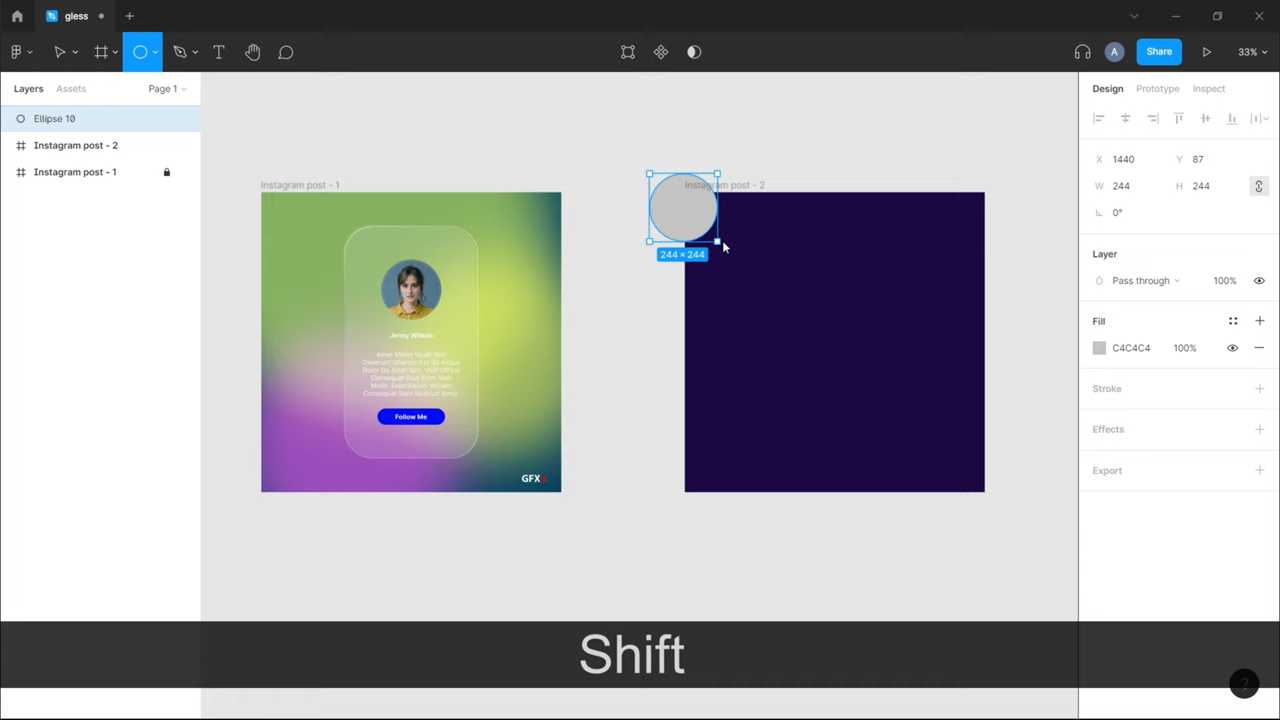 gless
A
Share
33%
Layers
Assets
Page 1
Ellipse 10
Instagram post - 2
Instagram post - 1
Instagram post - 1
Jenny Wilson
Follow Me
GFX
Instagram post - 2
244 × 244
Design
Prototype
Inspect
X 1440 Y 87
W 244 H 244
0°
Layer
Pass through 100%
Fill
C4C4C4 100%
Stroke
Effects
Export
Shift
?